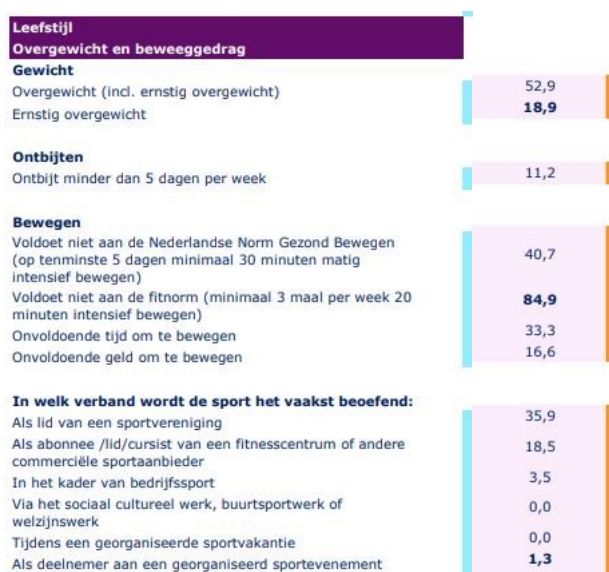 Leefstijl
Overgewicht en beweeggedrag
Gewicht
Overgewicht (incl. ernstig overgewicht) 52,9
Ernstig overgewicht 18,9
Ontbijten
Ontbijt minder dan 5 dagen per week 11,2
Bewegen
Voldoet niet aan de Nederlandse Norm Gezond Bewegen
(op tenminste 5 dagen minimaal 30 minuten matig 40,7
intensief bewegen)
Voldoet niet aan de fitnorm (minimaal 3 maal per week 20 84,9
minuten intensief bewegen)
Onvoldoende tijd om te bewegen 33,3
Onvoldoende geld om te bewegen 16,6
In welk verband wordt de sport het vaakst beoefend:
Als lid van een sportvereniging 35,9
Als abonnee /lid/cursist van een fitnesscentrum of andere 18,5
commerciële sportaanbieder
In het kader van bedrijfssport 3,5
Via het sociaal cultureel werk, buurtsportwerk of 0,0
welzijnswerk
Tijdens een georganiseerde sportvakantie 0,0
Als deelnemer aan een georganiseerd sportevenement 1,3